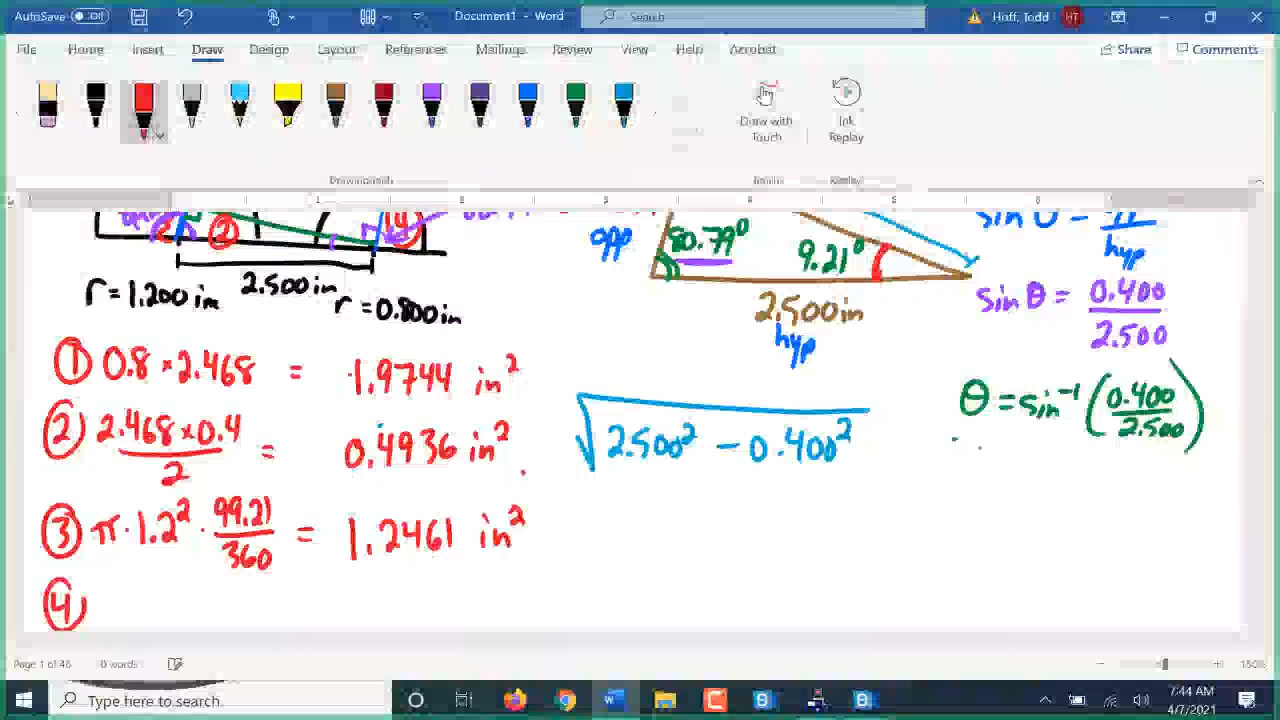 AutoSave Off Document1 - Word Search Hoff, Todd HT
File Home Insert Draw Design Layout References Mailings Review View Help Acrobat Share Comments
Draw with Touch
Ink Replay
② 14
2.500 in
r = 1.200 in
r = 0.800 in
opp 80.79° 9.21°
2.500 in
hyp
sin θ =
hyp
sin θ = 0.400
2.500
θ = sin⁻¹ (0.400
2.500)
① 0.8 × 2.468 = 1.9744 in²
② 2.468 × 0.4
2
= 0.4936 in²
③ π · 1.2² · 99.21
360
= 1.2461 in²
④
√2.500² - 0.400²
Page 1 of 46 0 words 150%
Type here to search
7:44 AM
4/7/2021